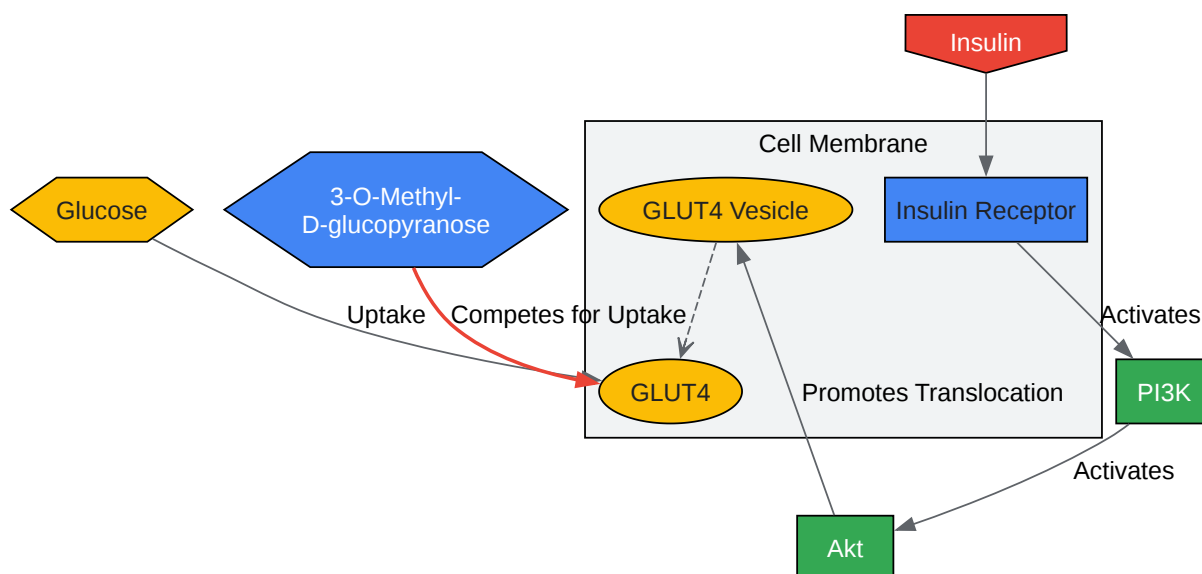 Insulin
Cell Membrane
Glucose
3-O-Methyl-
D-glucopyranose
GLUT4 Vesicle
Insulin Receptor
Uptake
Competes for Uptake
Activates
GLUT4
Promotes Translocation
PI3K
Activates
Akt